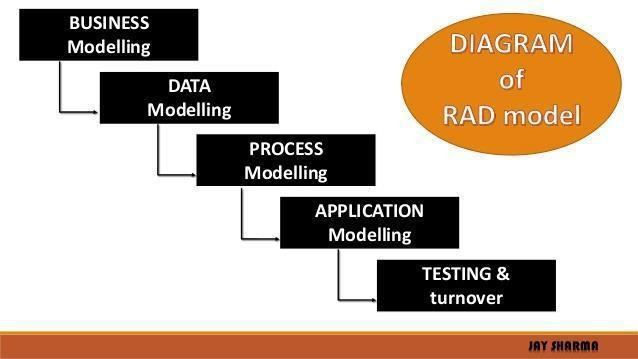 BUSINESS
Modelling
DIAGRAM
of
RAD model
DATA
Modelling
PROCESS
Modelling
APPLICATION
Modelling
TESTING &
turnover
JAY SHARMA